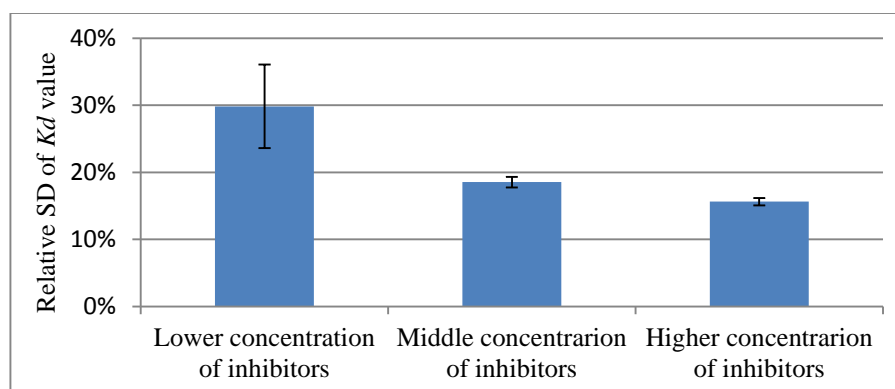 40%
30%
20%
10%
0%
Relative SD of Kd value
Lower concentration
of inhibitors
Middle concentrarion
of inhibitors
Higher concentrarion
of inhibitors